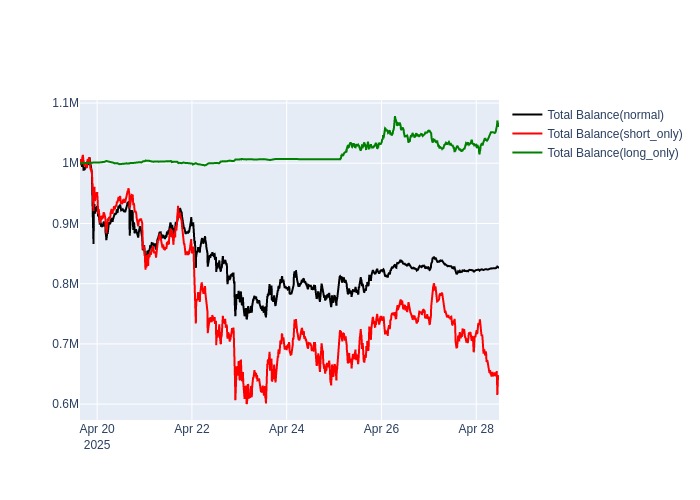 1.1M
1M
0.9M
0.8M
0.7M
0.6M
Apr 20
2025
Apr 22
Apr 24
Apr 26
Apr 28
Total Balance(normal)
Total Balance(short_only)
Total Balance(long_only)